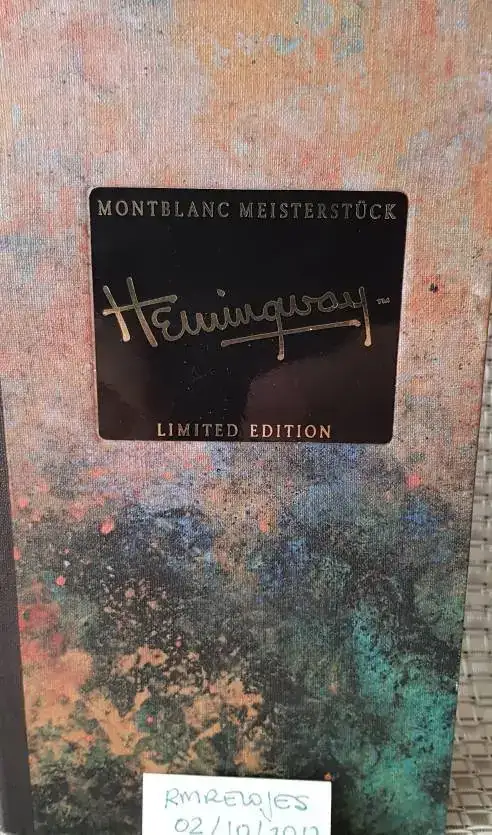 MONTBLANC MEISTERSTÜCK
Hemingway™
LIMITED EDITION
RMRELOJES